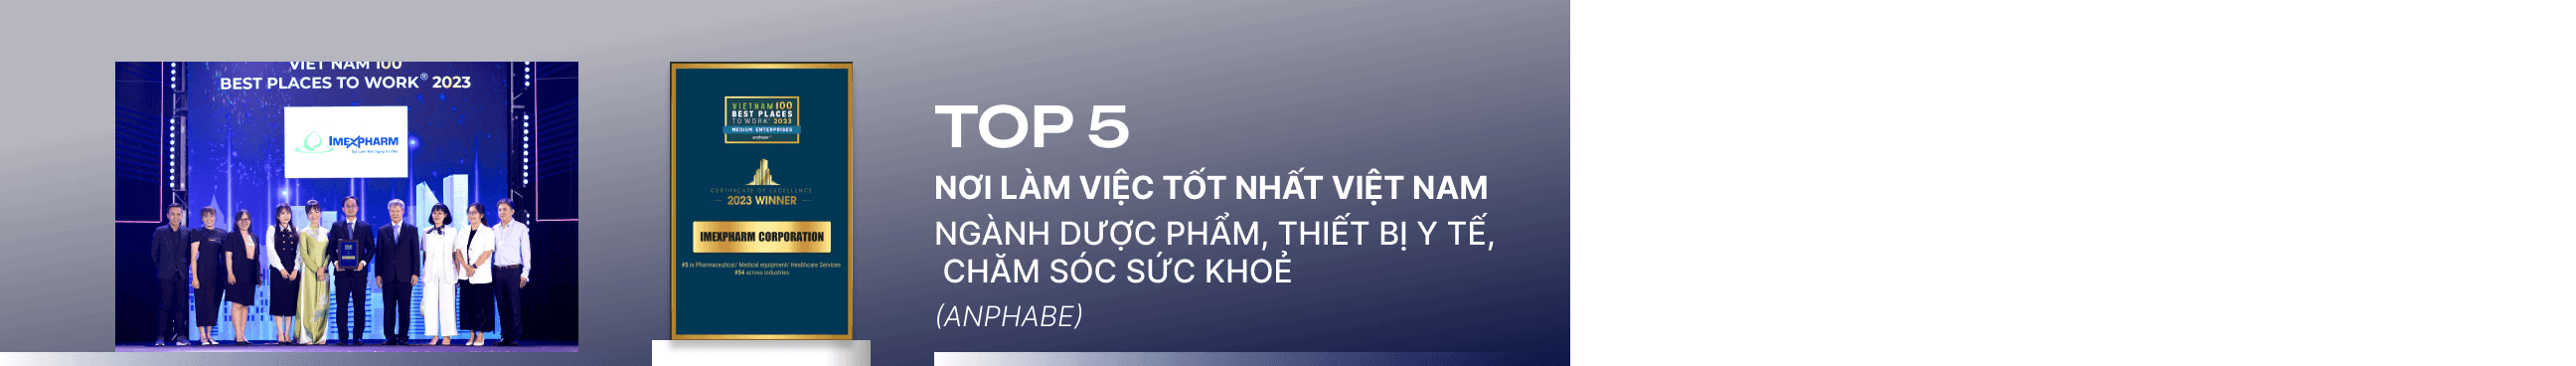 VIỆT NAM 100
BEST PLACES TO WORK® 2023
IMEXPHARM
VIETNAM 100
BEST PLACES
TO WORK® 2023
MEDIUM ENTERPRISES
anphabe
CERTIFICATE OF EXCELLENCE
2023 WINNER
IMEXPHARM CORPORATION
#5 in Pharmaceutical/ Medical equipment/ Healthcare Services
#54 across industries
TOP 5
NƠI LÀM VIỆC TỐT NHẤT VIỆT NAM
NGÀNH DƯỢC PHẨM, THIẾT BỊ Y TẾ,
CHĂM SÓC SỨC KHOẺ
(ANPHABE)